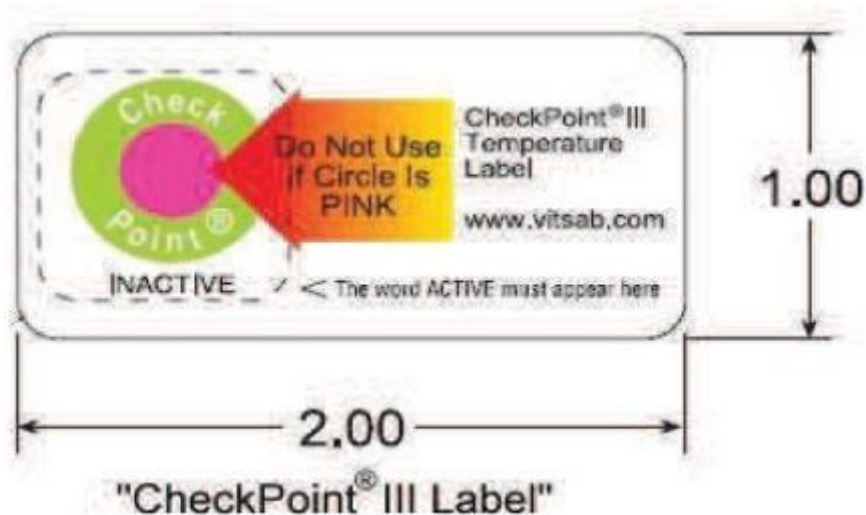 Check
Point®
Do Not Use
if Circle Is
PINK
CheckPoint® III
Temperature
Label
www.vitsab.com
INACTIVE
< The word ACTIVE must appear here
1.00
2.00
"CheckPoint® III Label"